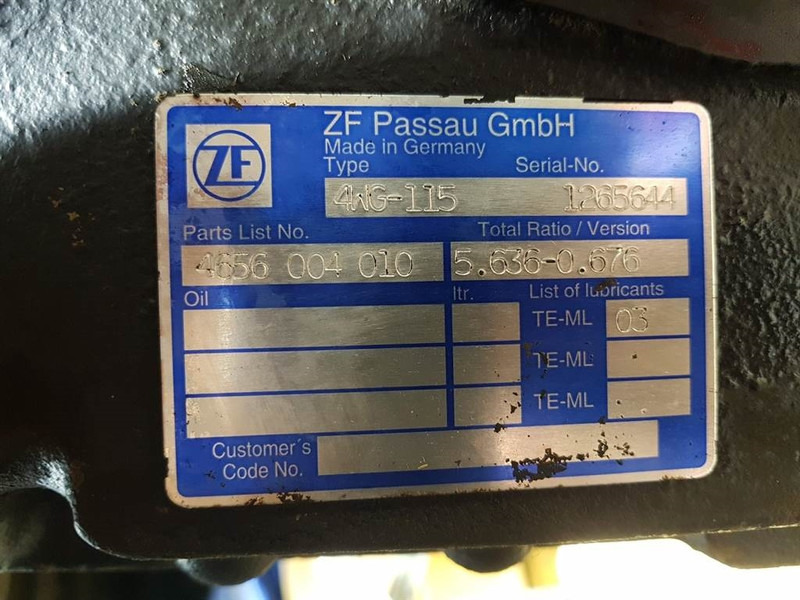 ZF Passau GmbH
Made in Germany
ZF
Type Serial-No.
4WG-115 1265644
Parts List No. Total Ratio / Version
4656 004 010 5.636-0.676
Oil ltr. List of lubricants
TE-ML 03
TE-ML
TE-ML
Customer's
Code No.